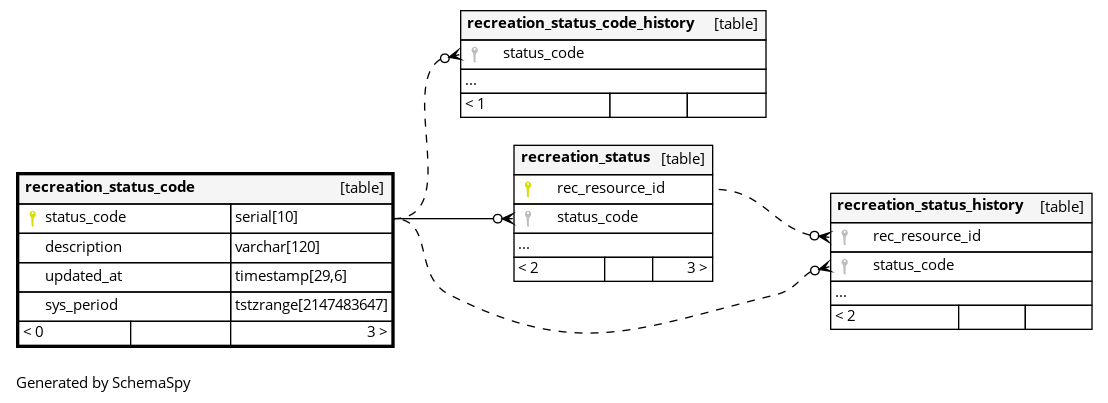 recreation_status_code_history [table]
status_code
...
< 1
recreation_status [table]
rec_resource_id
status_code
...
< 2 3 >
recreation_status_code [table]
status_code serial[10]
description varchar[120]
updated_at timestamp[29,6]
sys_period tstzrange[2147483647]
< 0 3 >
recreation_status_history [table]
rec_resource_id
status_code
...
< 2
Generated by SchemaSpy